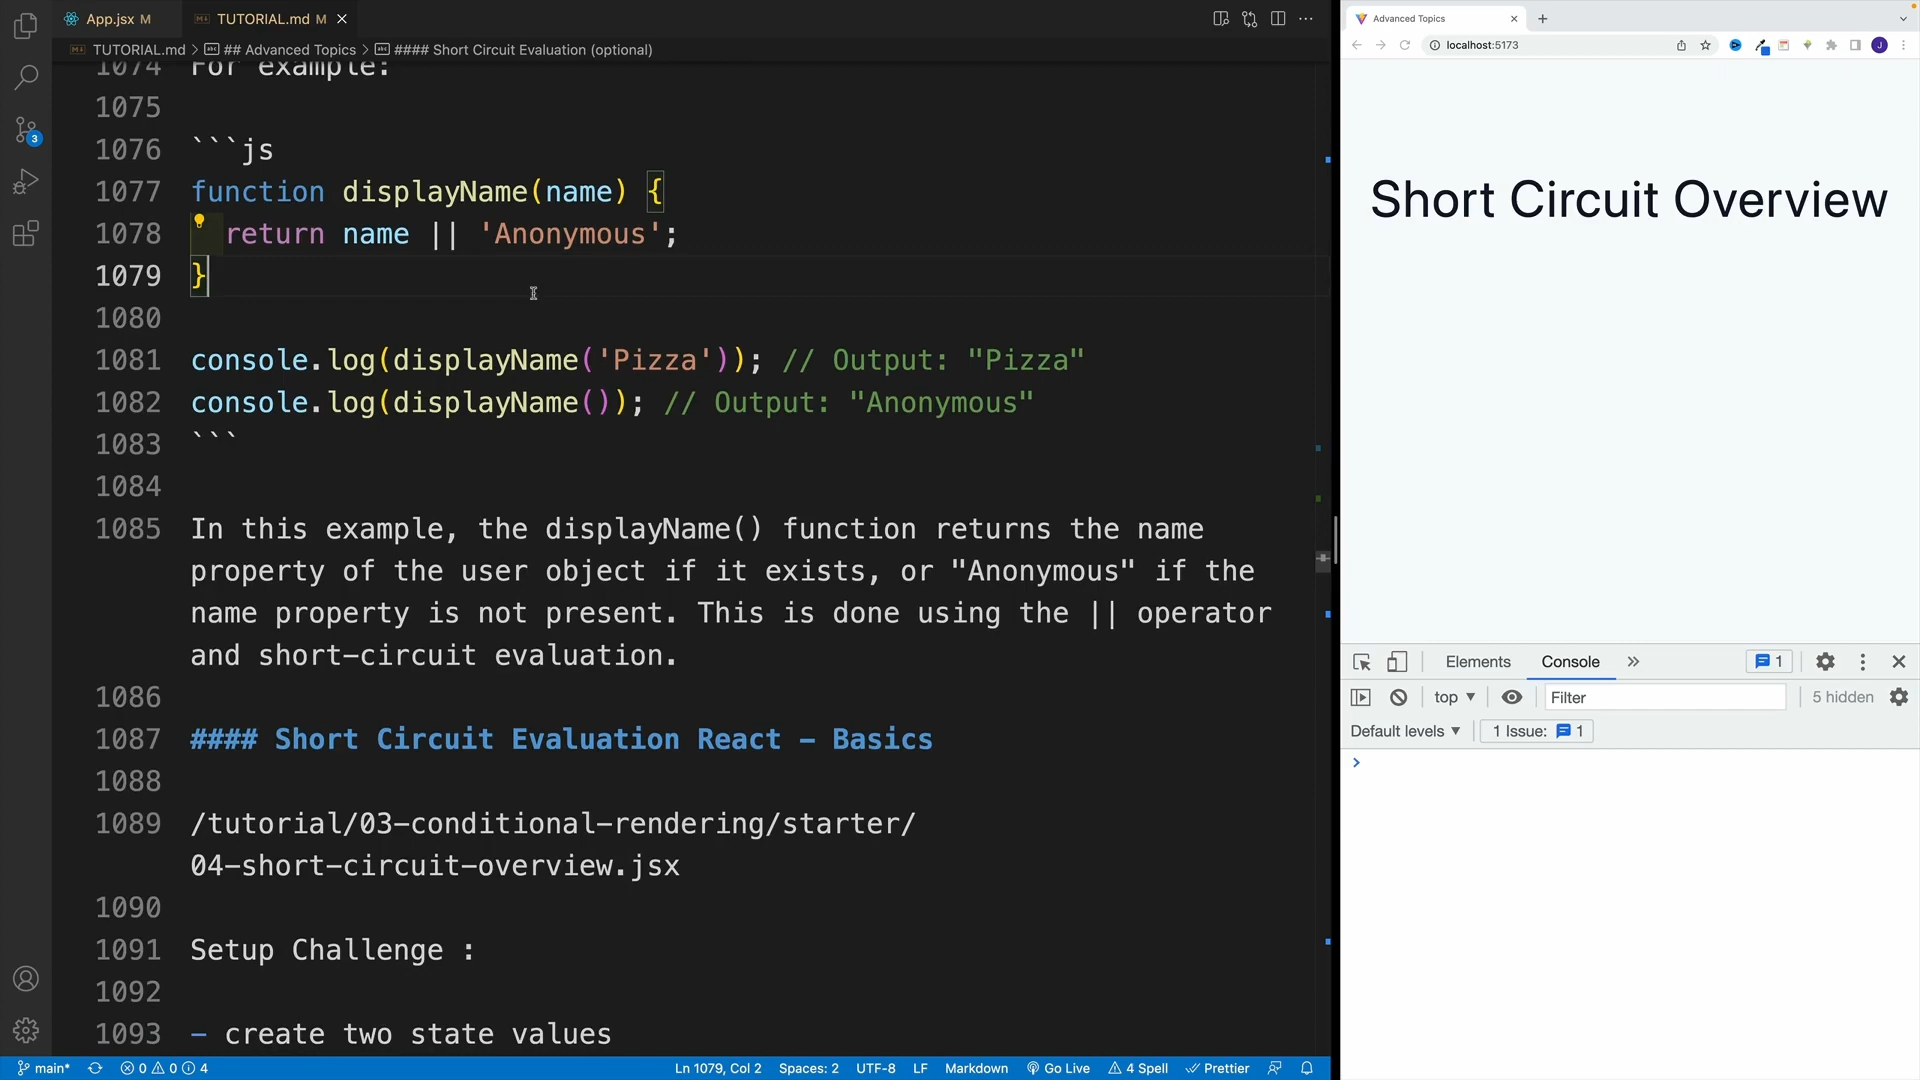 App.jsx M
TUTORIAL.md M
TUTORIAL.md > ## Advanced Topics > #### Short Circuit Evaluation (optional)
1074 For example:
1075
1076 ```js
1077 function displayName(name) {
1078 return name || 'Anonymous';
1079 }
1080
1081 console.log(displayName('Pizza')); // Output: "Pizza"
1082 console.log(displayName()); // Output: "Anonymous"
1083 ```
1084
1085 In this example, the displayName() function returns the name
property of the user object if it exists, or "Anonymous" if the
name property is not present. This is done using the || operator
and short-circuit evaluation.
1086
1087 #### Short Circuit Evaluation React - Basics
1088
1089 /tutorial/03-conditional-rendering/starter/
04-short-circuit-overview.jsx
1090
1091 Setup Challenge :
1092
1093 - create two state values
3
main* 0 0 4 Ln 1079, Col 2 Spaces: 2 UTF-8 LF Markdown Go Live 4 Spell Prettier
Advanced Topics
localhost:5173 J
Short Circuit Overview
Elements Console 1
top Filter 5 hidden
Default levels 1 Issue: 1